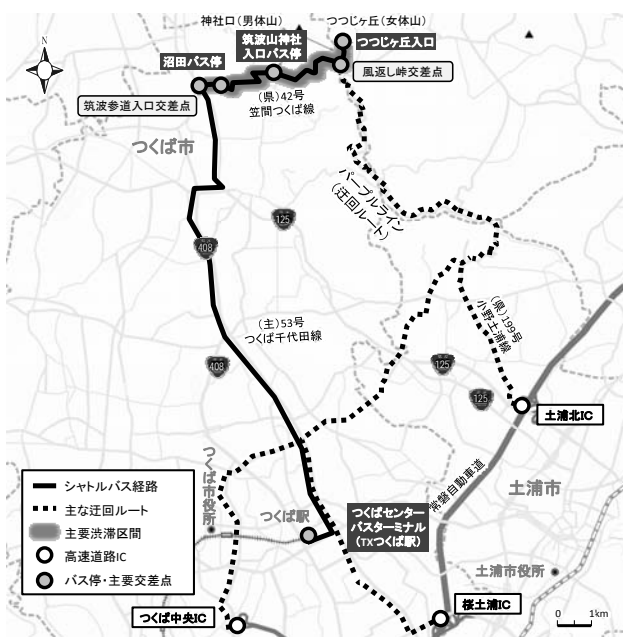 神社口（男体山）
つつじヶ丘（女体山）
N
筑波山神社
入口バス停
つつじヶ丘入口
沼田バス停
風返し峠交差点
筑波参道入口交差点
（県）42号
笠間つくば線
つくば市
パープルライン
（迂回ルート）
125
408
（県）199号
小野土浦線
（主）53号
つくば千代田線
408
125
125
土浦北IC
常磐自動車道
土浦市
シャトルバス経路
主な迂回ルート
主要渋滞区間
高速道路IC
バス停・主要交差点
つくば
市役所
つくば駅
つくばセンター
バスターミナル
（TXつくば駅）
土浦市役所
つくば中央IC
桜土浦IC
0 1km